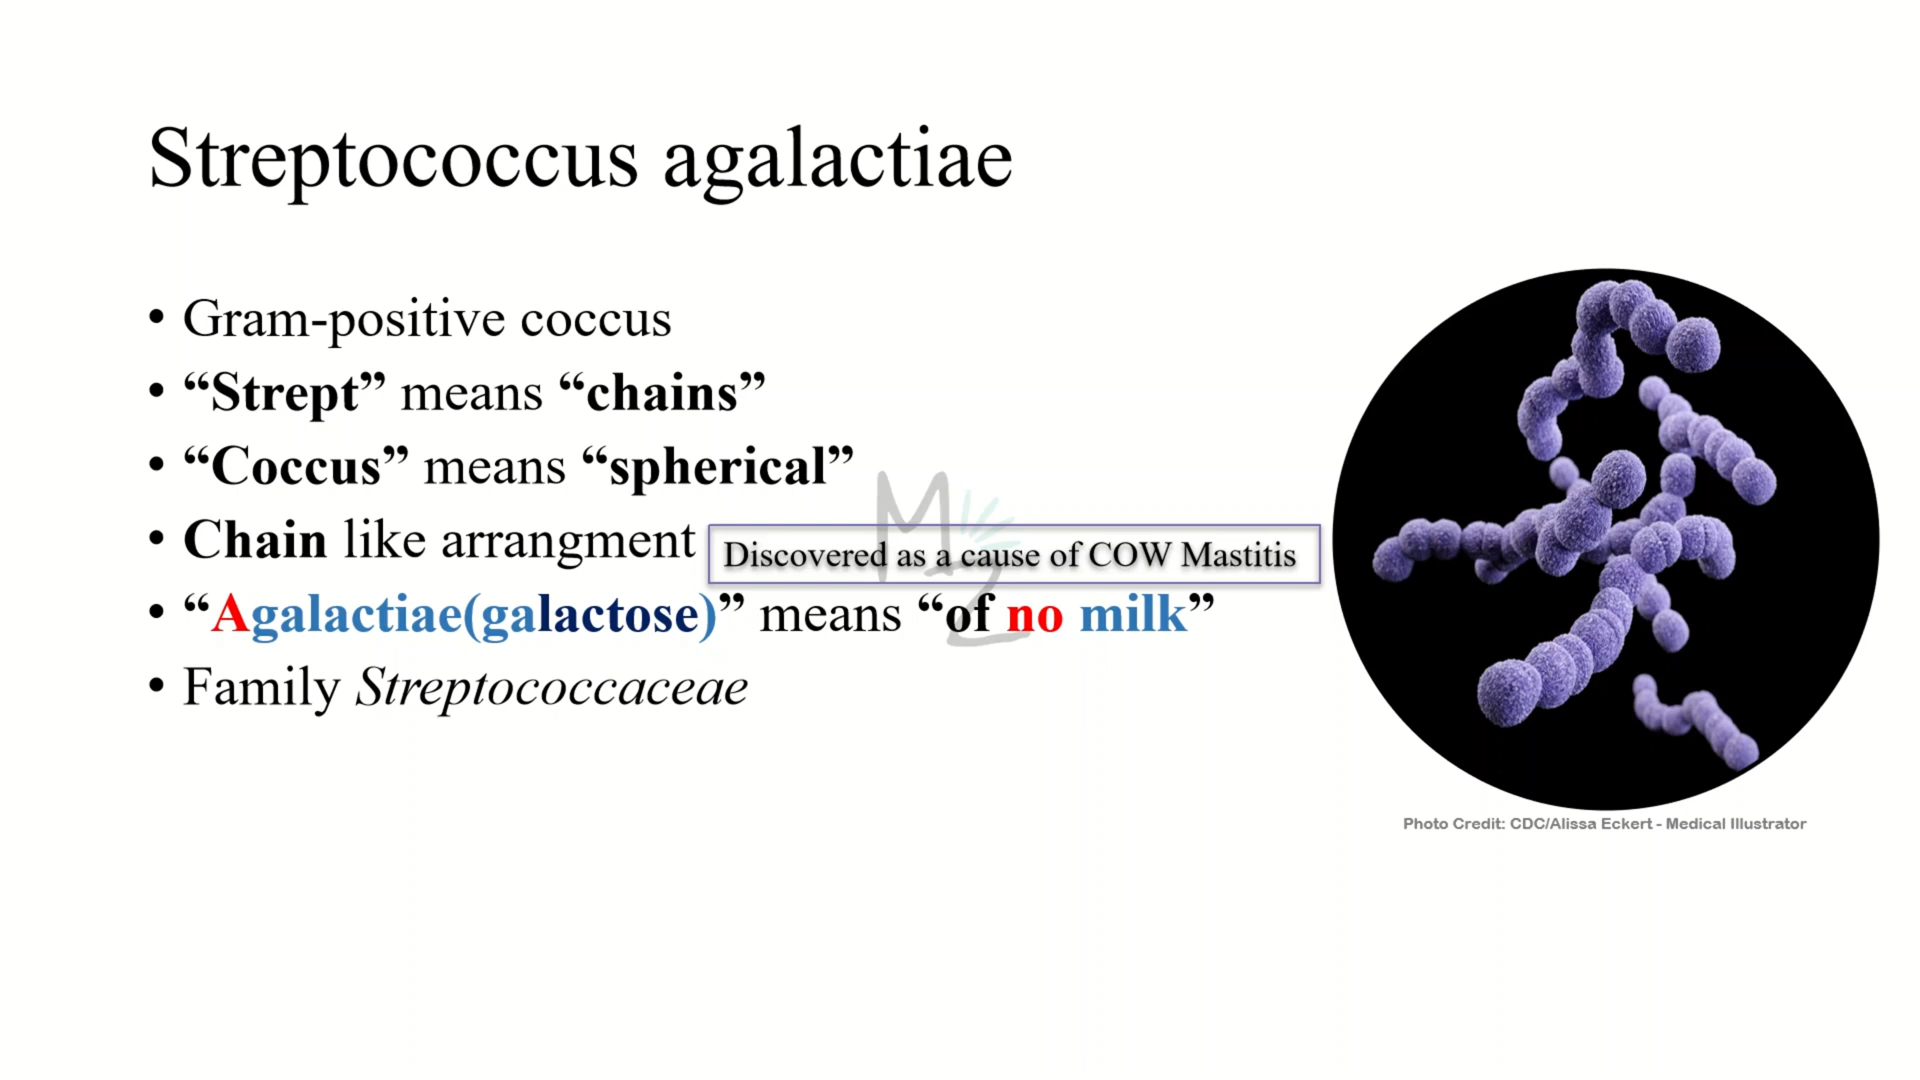 Streptococcus agalactiae
• Gram-positive coccus
• “Strept” means “chains”
• “Coccus” means “spherical”
• Chain like arrangment
Discovered as a cause of COW Mastitis
• “Agalactiae(galactose)” means “of no milk”
• Family Streptococcaceae
Photo Credit: CDC/Alissa Eckert - Medical Illustrator
MZ